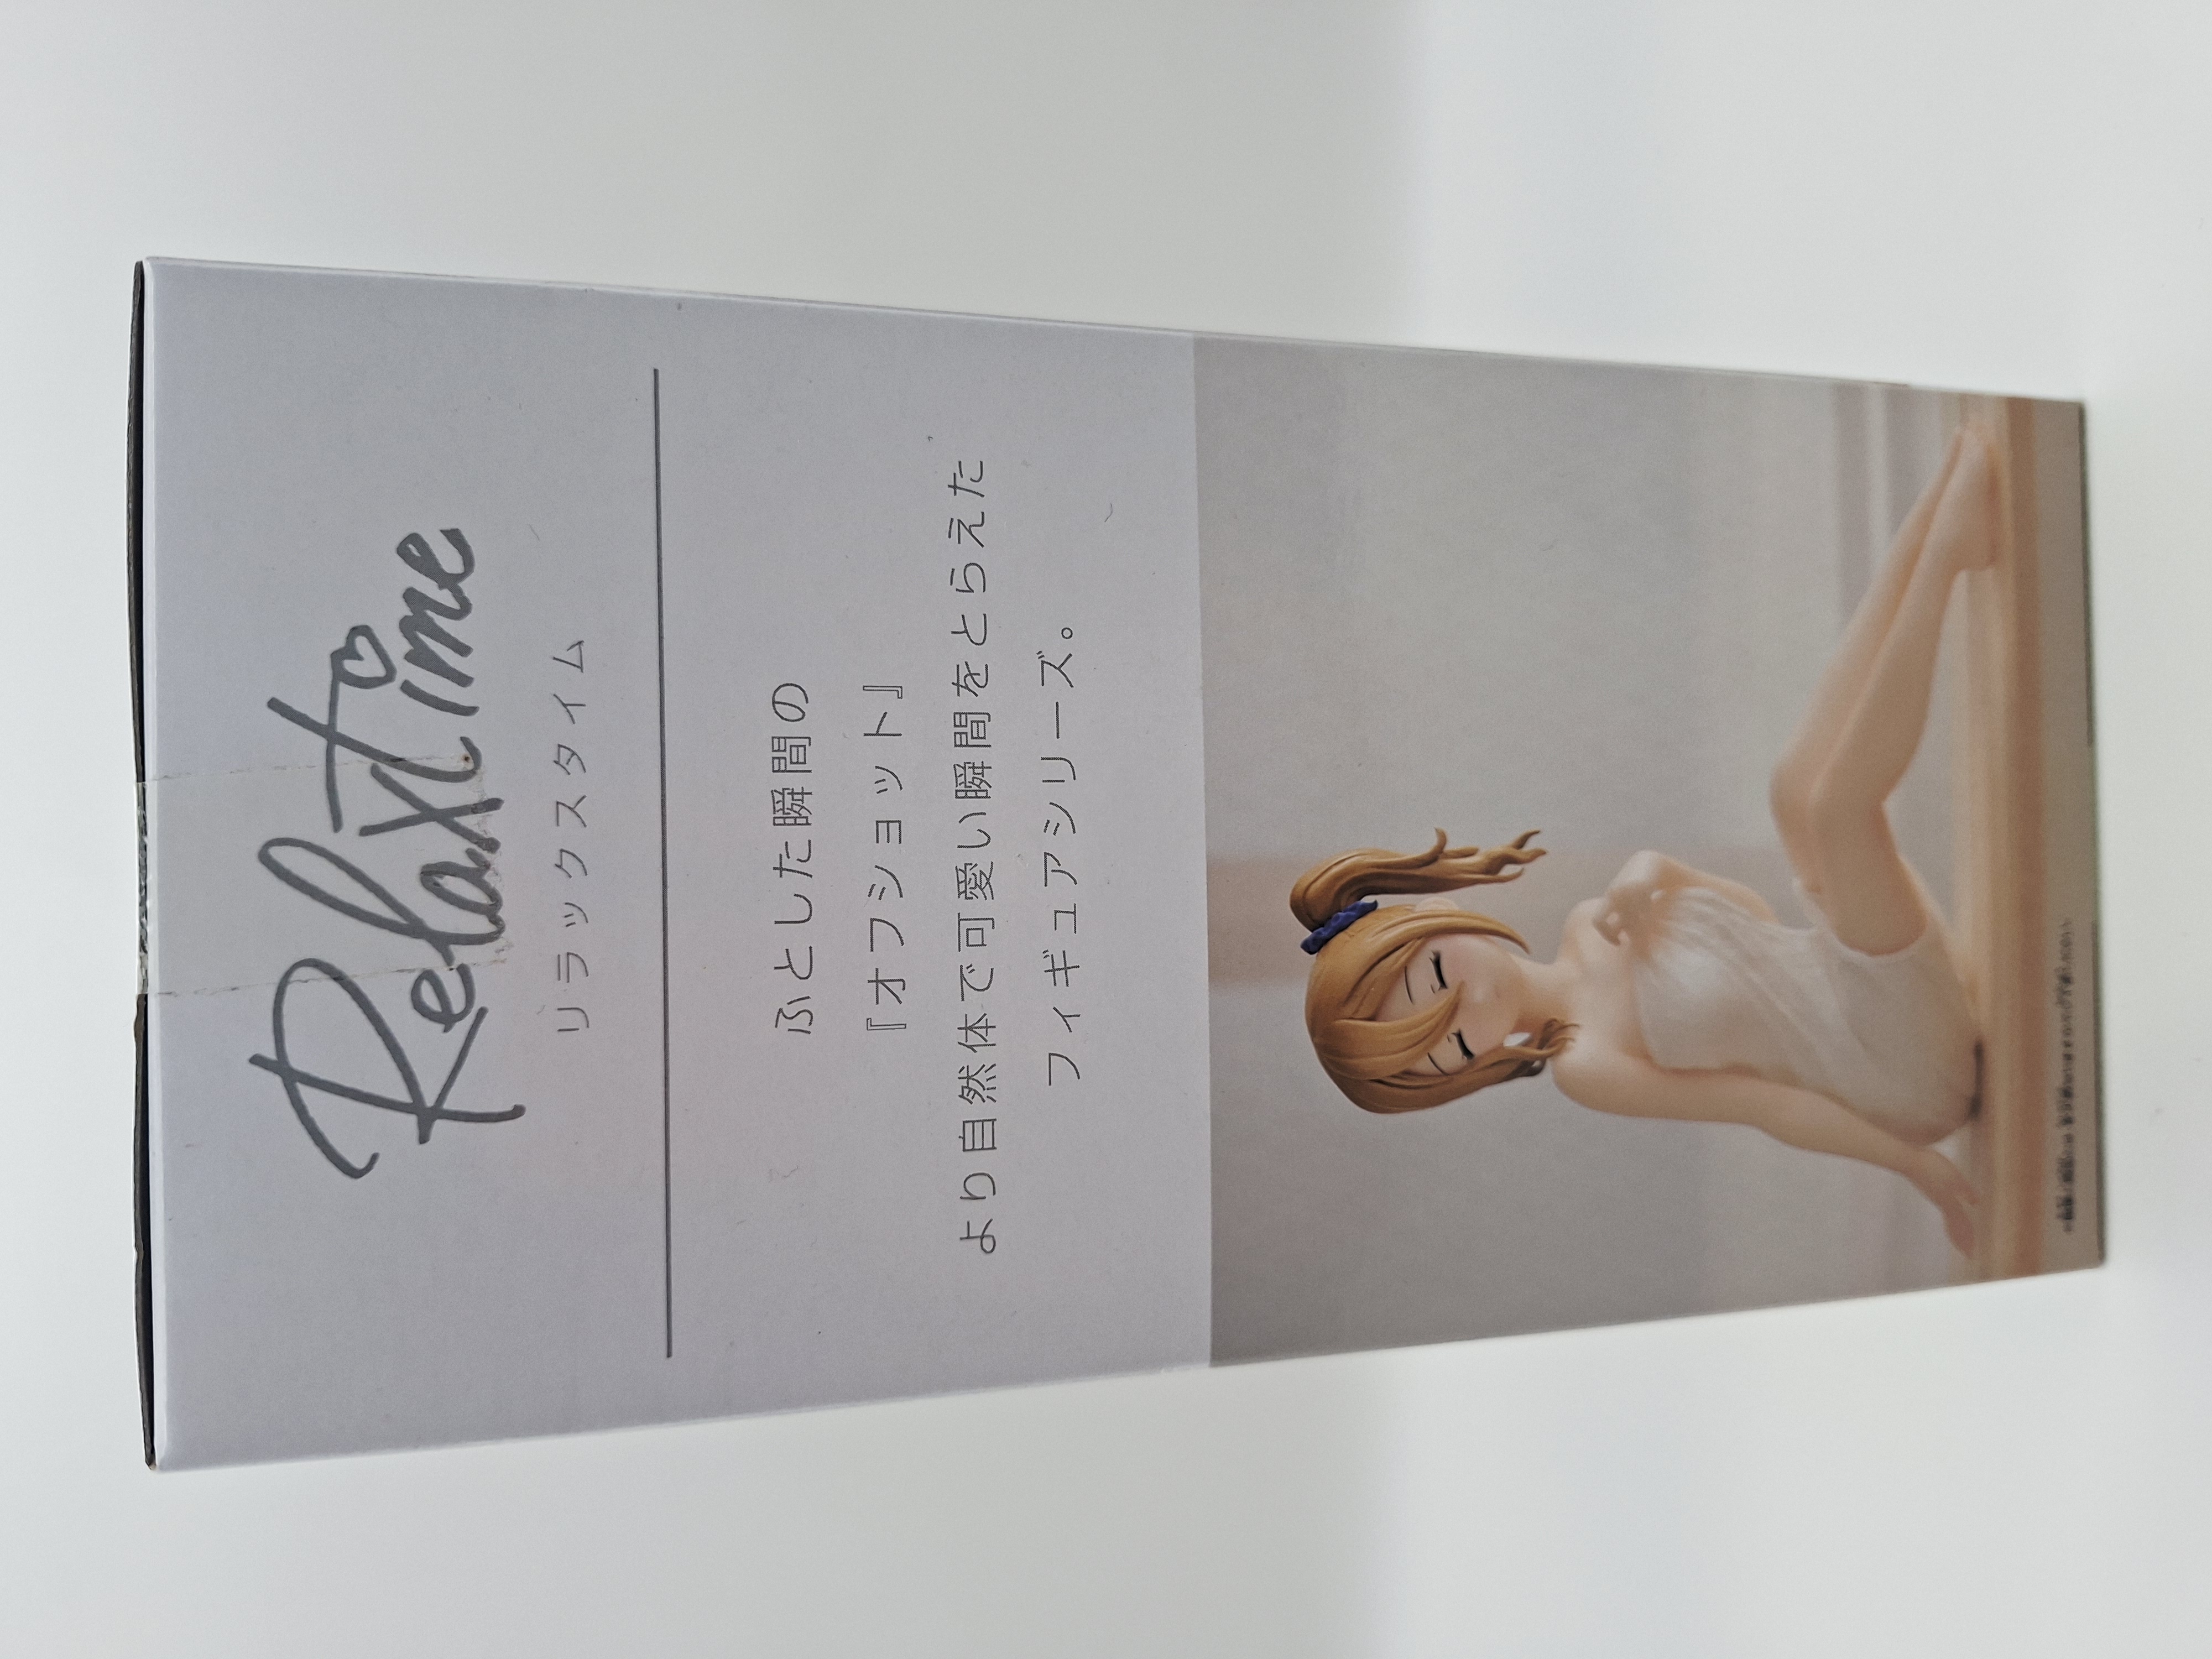 Relax time
リラックスタイム
ふとした瞬間の
『オフショット』
より自然体で可愛い瞬間をとらえた
フィギュアシリーズ。